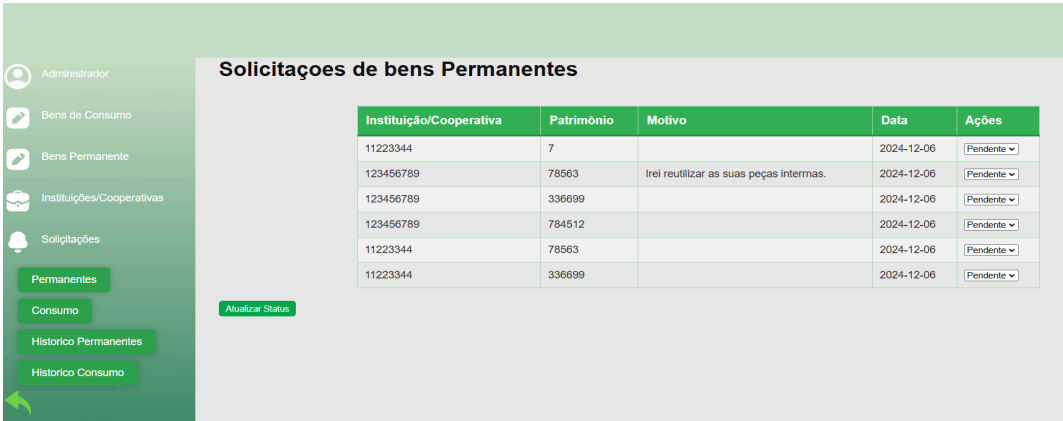 Administrador
Bens de Consumo
Bens Permanente
Instituições/Cooperativas
Soliçitações
Permanentes
Consumo
Historico Permanentes
Historico Consumo
Solicitaçoes de bens Permanentes
Instituição/Cooperativa Patrimônio Motivo Data Ações
11223344 7 2024-12-06 Pendente
123456789 78563 Irei reutilizar as suas peças interrnas. 2024-12-06 Pendente
123456789 336699 2024-12-06 Pendente
123456789 784512 2024-12-06 Pendente
11223344 78563 2024-12-06 Pendente
11223344 336699 2024-12-06 Pendente
Atualizar Status